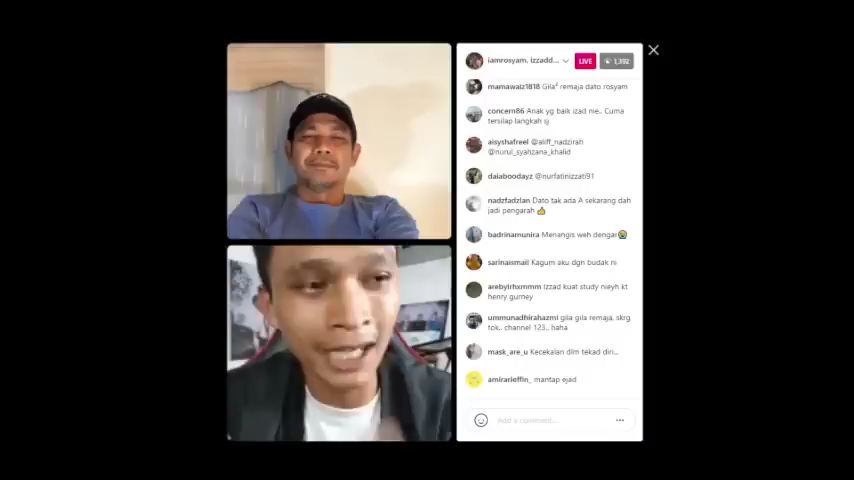 iamrosyam, izzadd...
LIVE
1,392
mamawaiz1818 Gila² remaja dato rosyam
concern86 Anak yg baik izad nie.. Cuma
tersilap langkah sj
aisyshafreel @aliff_nadzirah
@nurul_syahzana_khalid
daiaboodayz @nurfatinizzati91
nadzfadzlan Dato tak ada A sekarang dah
jadi pengarah 👍
badrinamunira Menangis weh dengar😭
sarinaismail Kagum aku dgn budak ni
arebyirhxmmm Izzad kuat study nieyh kt
henry gurney
ummunadhirahazmi gila gila remaja, skrg
tok.. channel 123.. haha
mask_are_u Kecekalan dlm tekad diri...
amirarieffin_ mantap ejad
Add a comment...